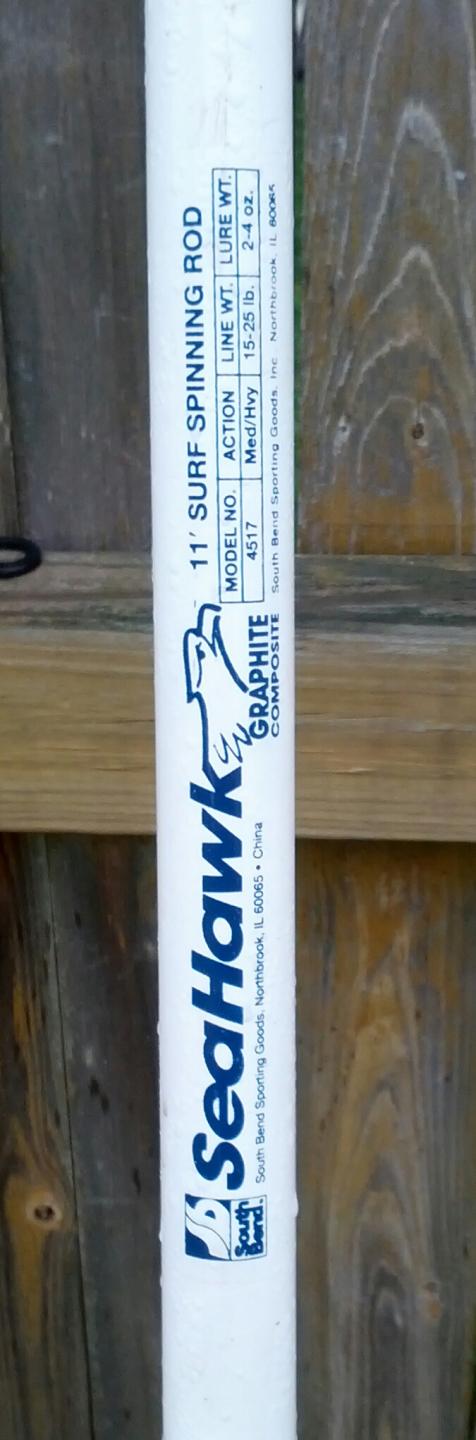 South
Bend.
SeaHawk
South Bend Sporting Goods, Northbrook, IL 60065 • China
GRAPHITE
COMPOSITE
11' SURF SPINNING ROD
MODEL NO. ACTION LINE WT. LURE WT.
4517 Med/Hvy 15-25 lb. 2-4 oz.
South Bend Sporting Goods, Inc Northbrook, IL 60065